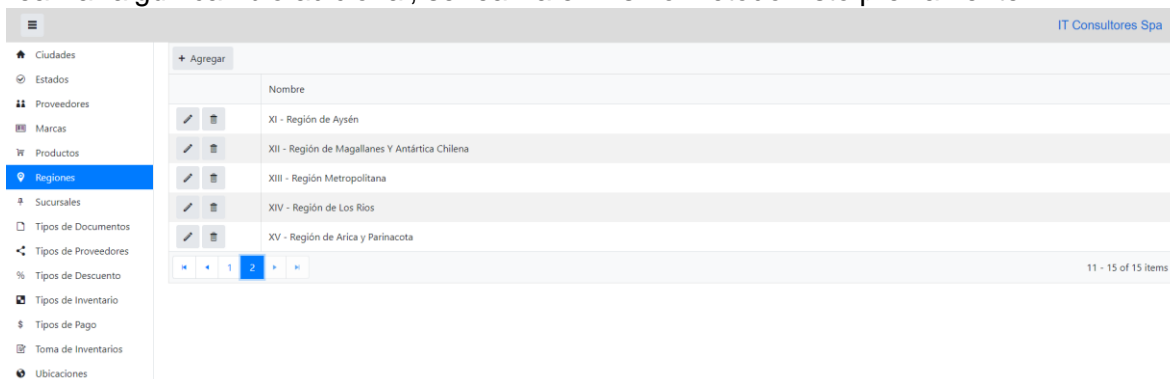 IT Consultores Spa
Ciudades
Estados
Proveedores
Marcas
Productos
Regiones
Sucursales
Tipos de Documentos
Tipos de Proveedores
% Tipos de Descuento
Tipos de Inventario
$ Tipos de Pago
Toma de Inventarios
Ubicaciones
+ Agregar
Nombre
XI - Región de Aysén
XII - Región de Magallanes Y Antártica Chilena
XIII - Región Metropolitana
XIV - Región de Los Ríos
XV - Región de Arica y Parinacota
1 2
11 - 15 of 15 items